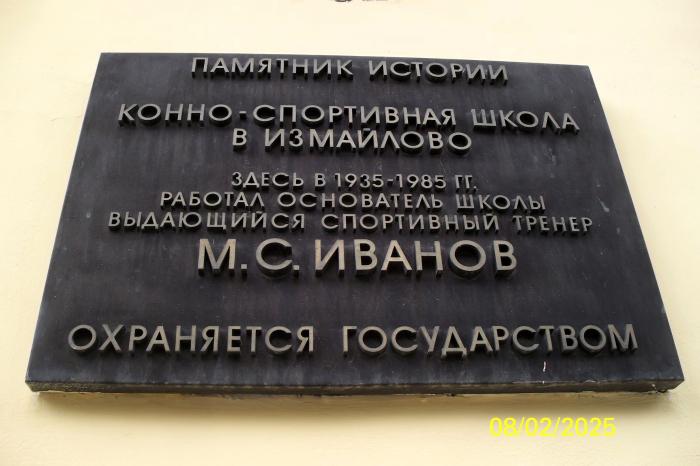 ПАМЯТНИК ИСТОРИИ
КОННО-СПОРТИВНАЯ ШКОЛА
В ИЗМАЙЛОВО
ЗДЕСЬ В 1935-1985 ГГ.
РАБОТАЛ ОСНОВАТЕЛЬ ШКОЛЫ
ВЫДАЮЩИЙСЯ СПОРТИВНЫЙ ТРЕНЕР
М.С. ИВАНОВ
ОХРАНЯЕТСЯ ГОСУДАРСТВОМ
08/02/2025